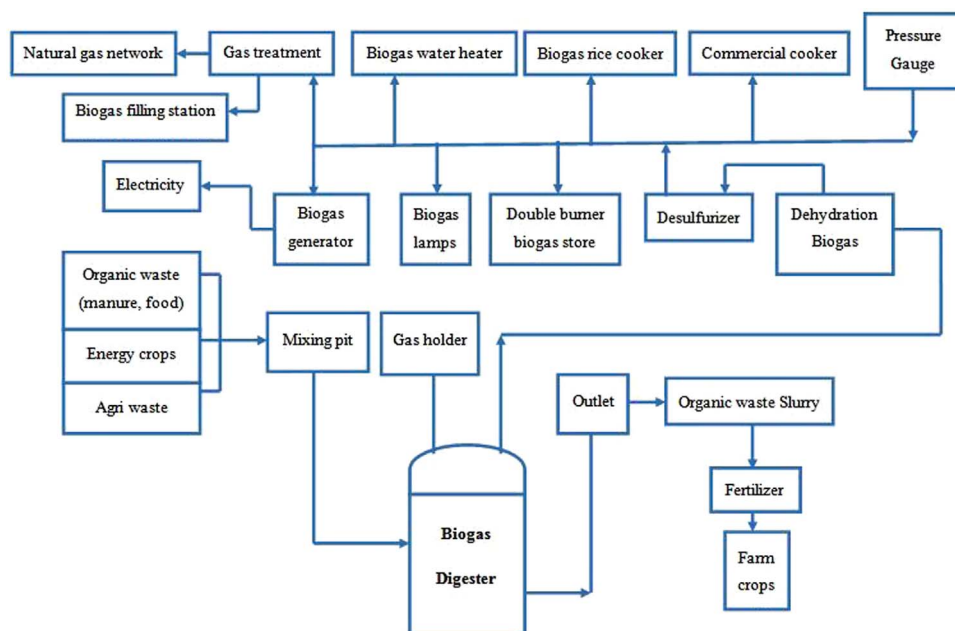 Natural gas network
Gas treatment
Biogas water heater
Biogas rice cooker
Commercial cooker
Pressure
Gauge
Biogas filling station
Electricity
Biogas
generator
Biogas
lamps
Double burner
biogas store
Desulfurizer
Dehydration
Biogas
Organic waste
(manure, food)
Energy crops
Agri waste
Mixing pit
Gas holder
Outlet
Organic waste Slurry
Fertilizer
Farm
crops
Biogas
Digester